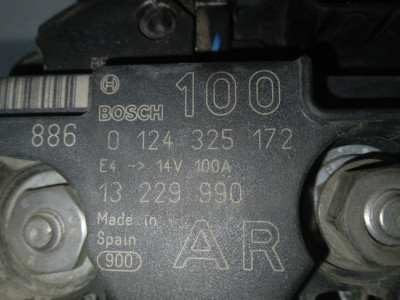 BOSCH 100
886 0 124 325 172
E4 -> 14V 100A
13 229 990
Made in
Spain
900 AR